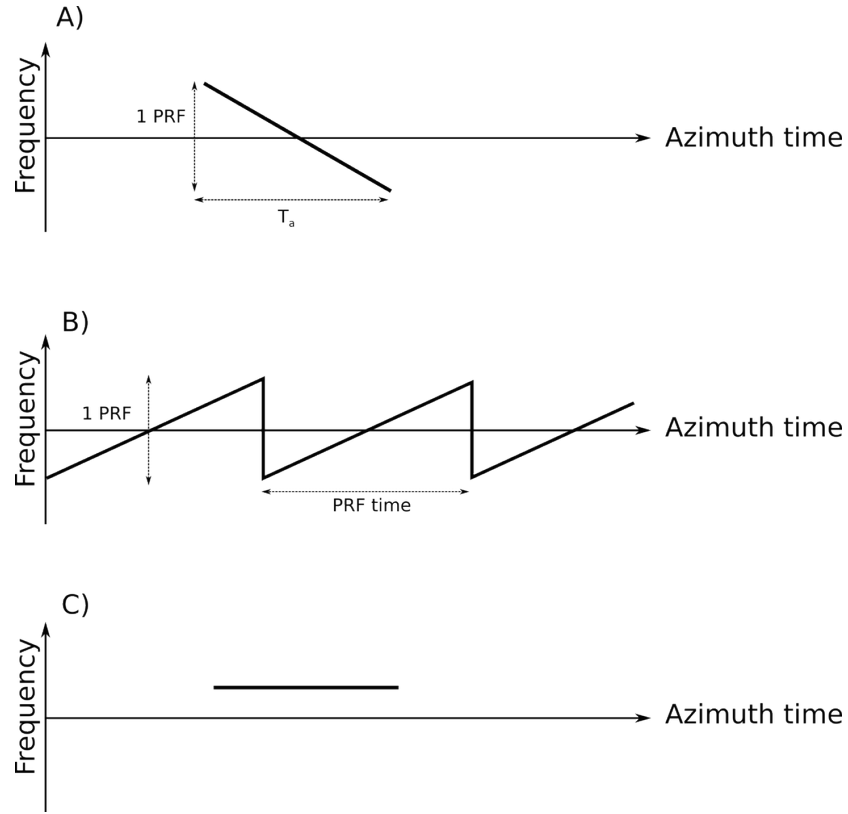 A)
Frequency
1 PRF
Azimuth time
Ta
B)
Frequency
1 PRF
Azimuth time
PRF time
C)
Frequency
Azimuth time